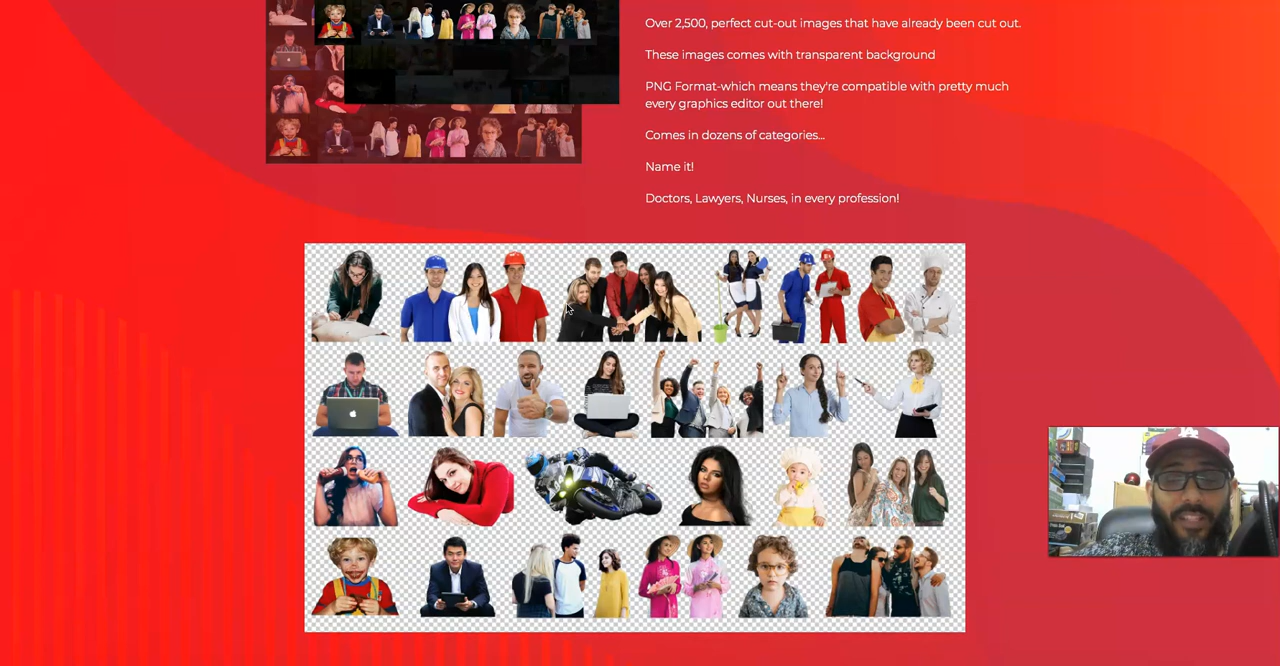 Over 2,500, perfect cut-out images that have already been cut out.
These images comes with transparent background
PNG Format-which means they're compatible with pretty much
every graphics editor out there!
Comes in dozens of categories...
Name it!
Doctors, Lawyers, Nurses, in every profession!